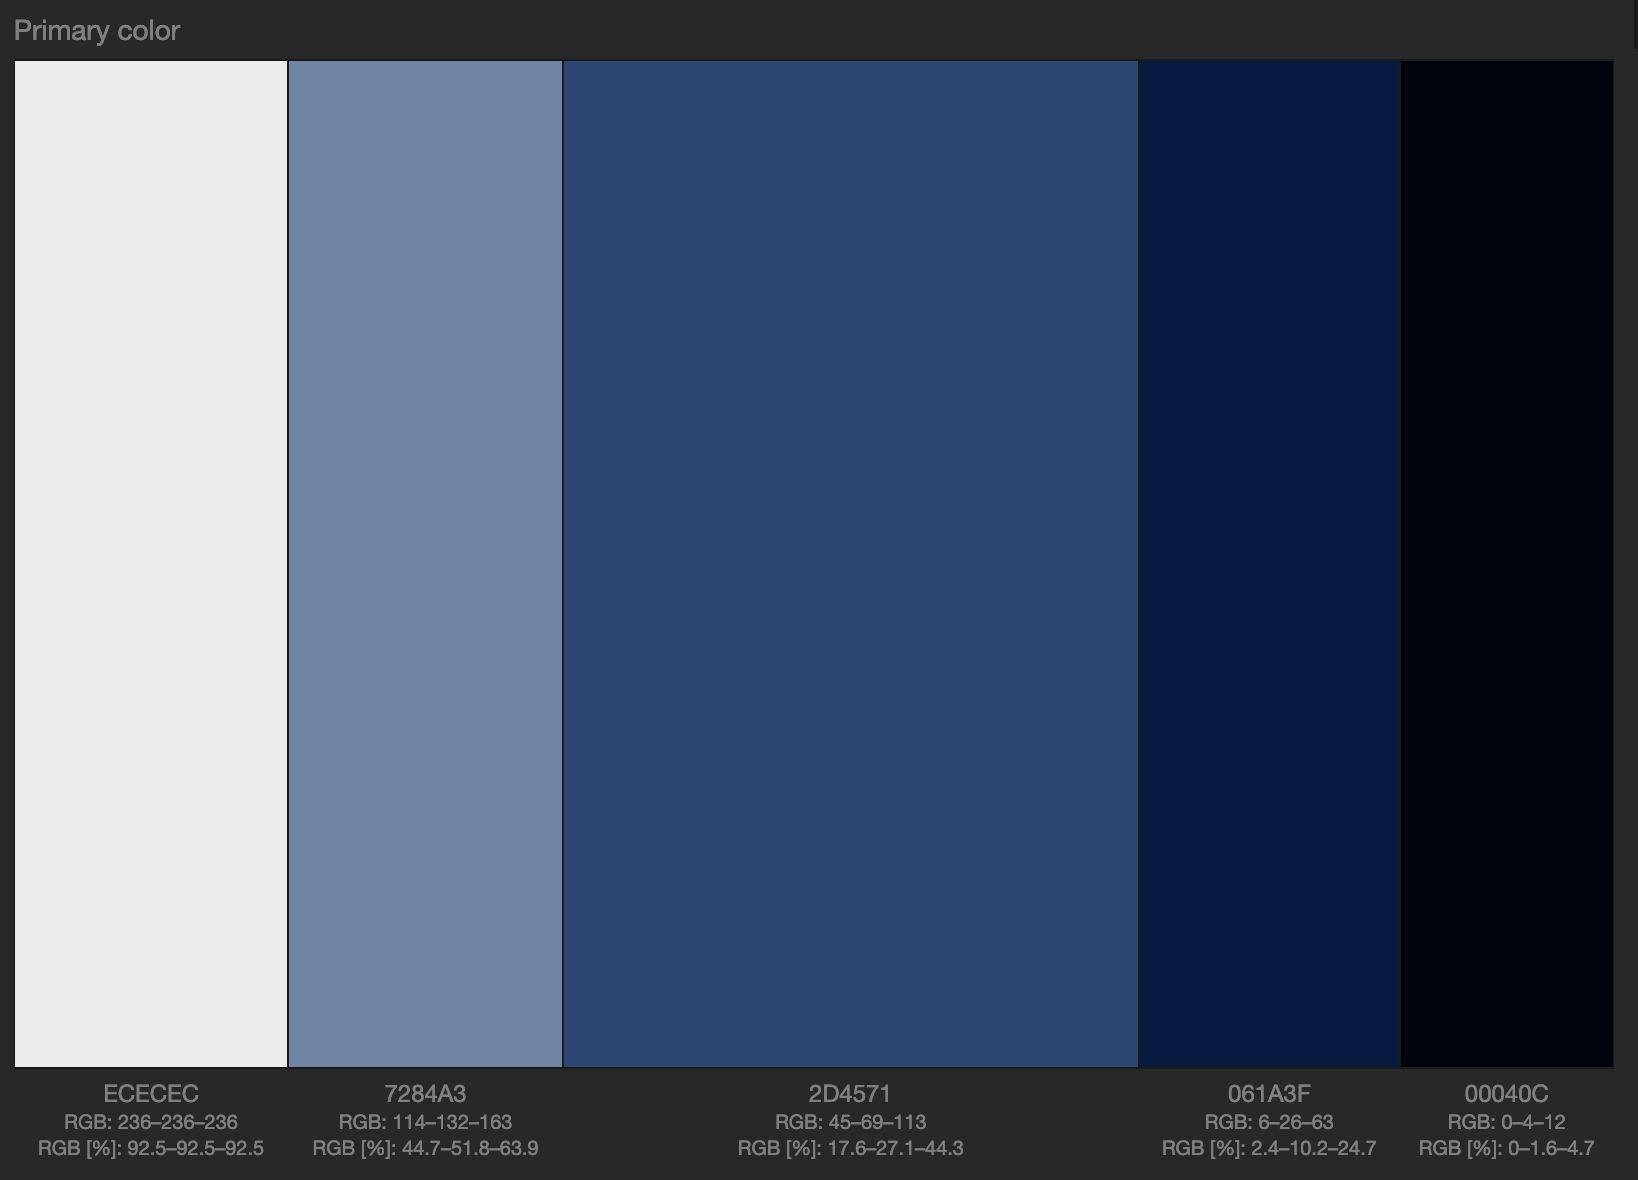 Primary color
ECECEC
RGB: 236–236–236
RGB [%]: 92.5–92.5–92.5
7284A3
RGB: 114–132–163
RGB [%]: 44.7–51.8–63.9
2D4571
RGB: 45–69–113
RGB [%]: 17.6–27.1–44.3
061A3F
RGB: 6–26–63
RGB [%]: 2.4–10.2–24.7
00040C
RGB: 0–4–12
RGB [%]: 0–1.6–4.7